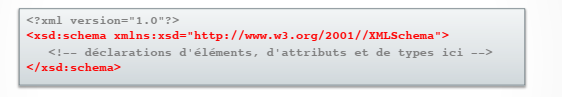 <?xml version="1.0"?>
<xsd:schema xmlns:xsd="http://www.w3.org/2001//XMLSchema">
<!-- déclarations d'éléments, d'attributs et de types ici -->
</xsd:schema>